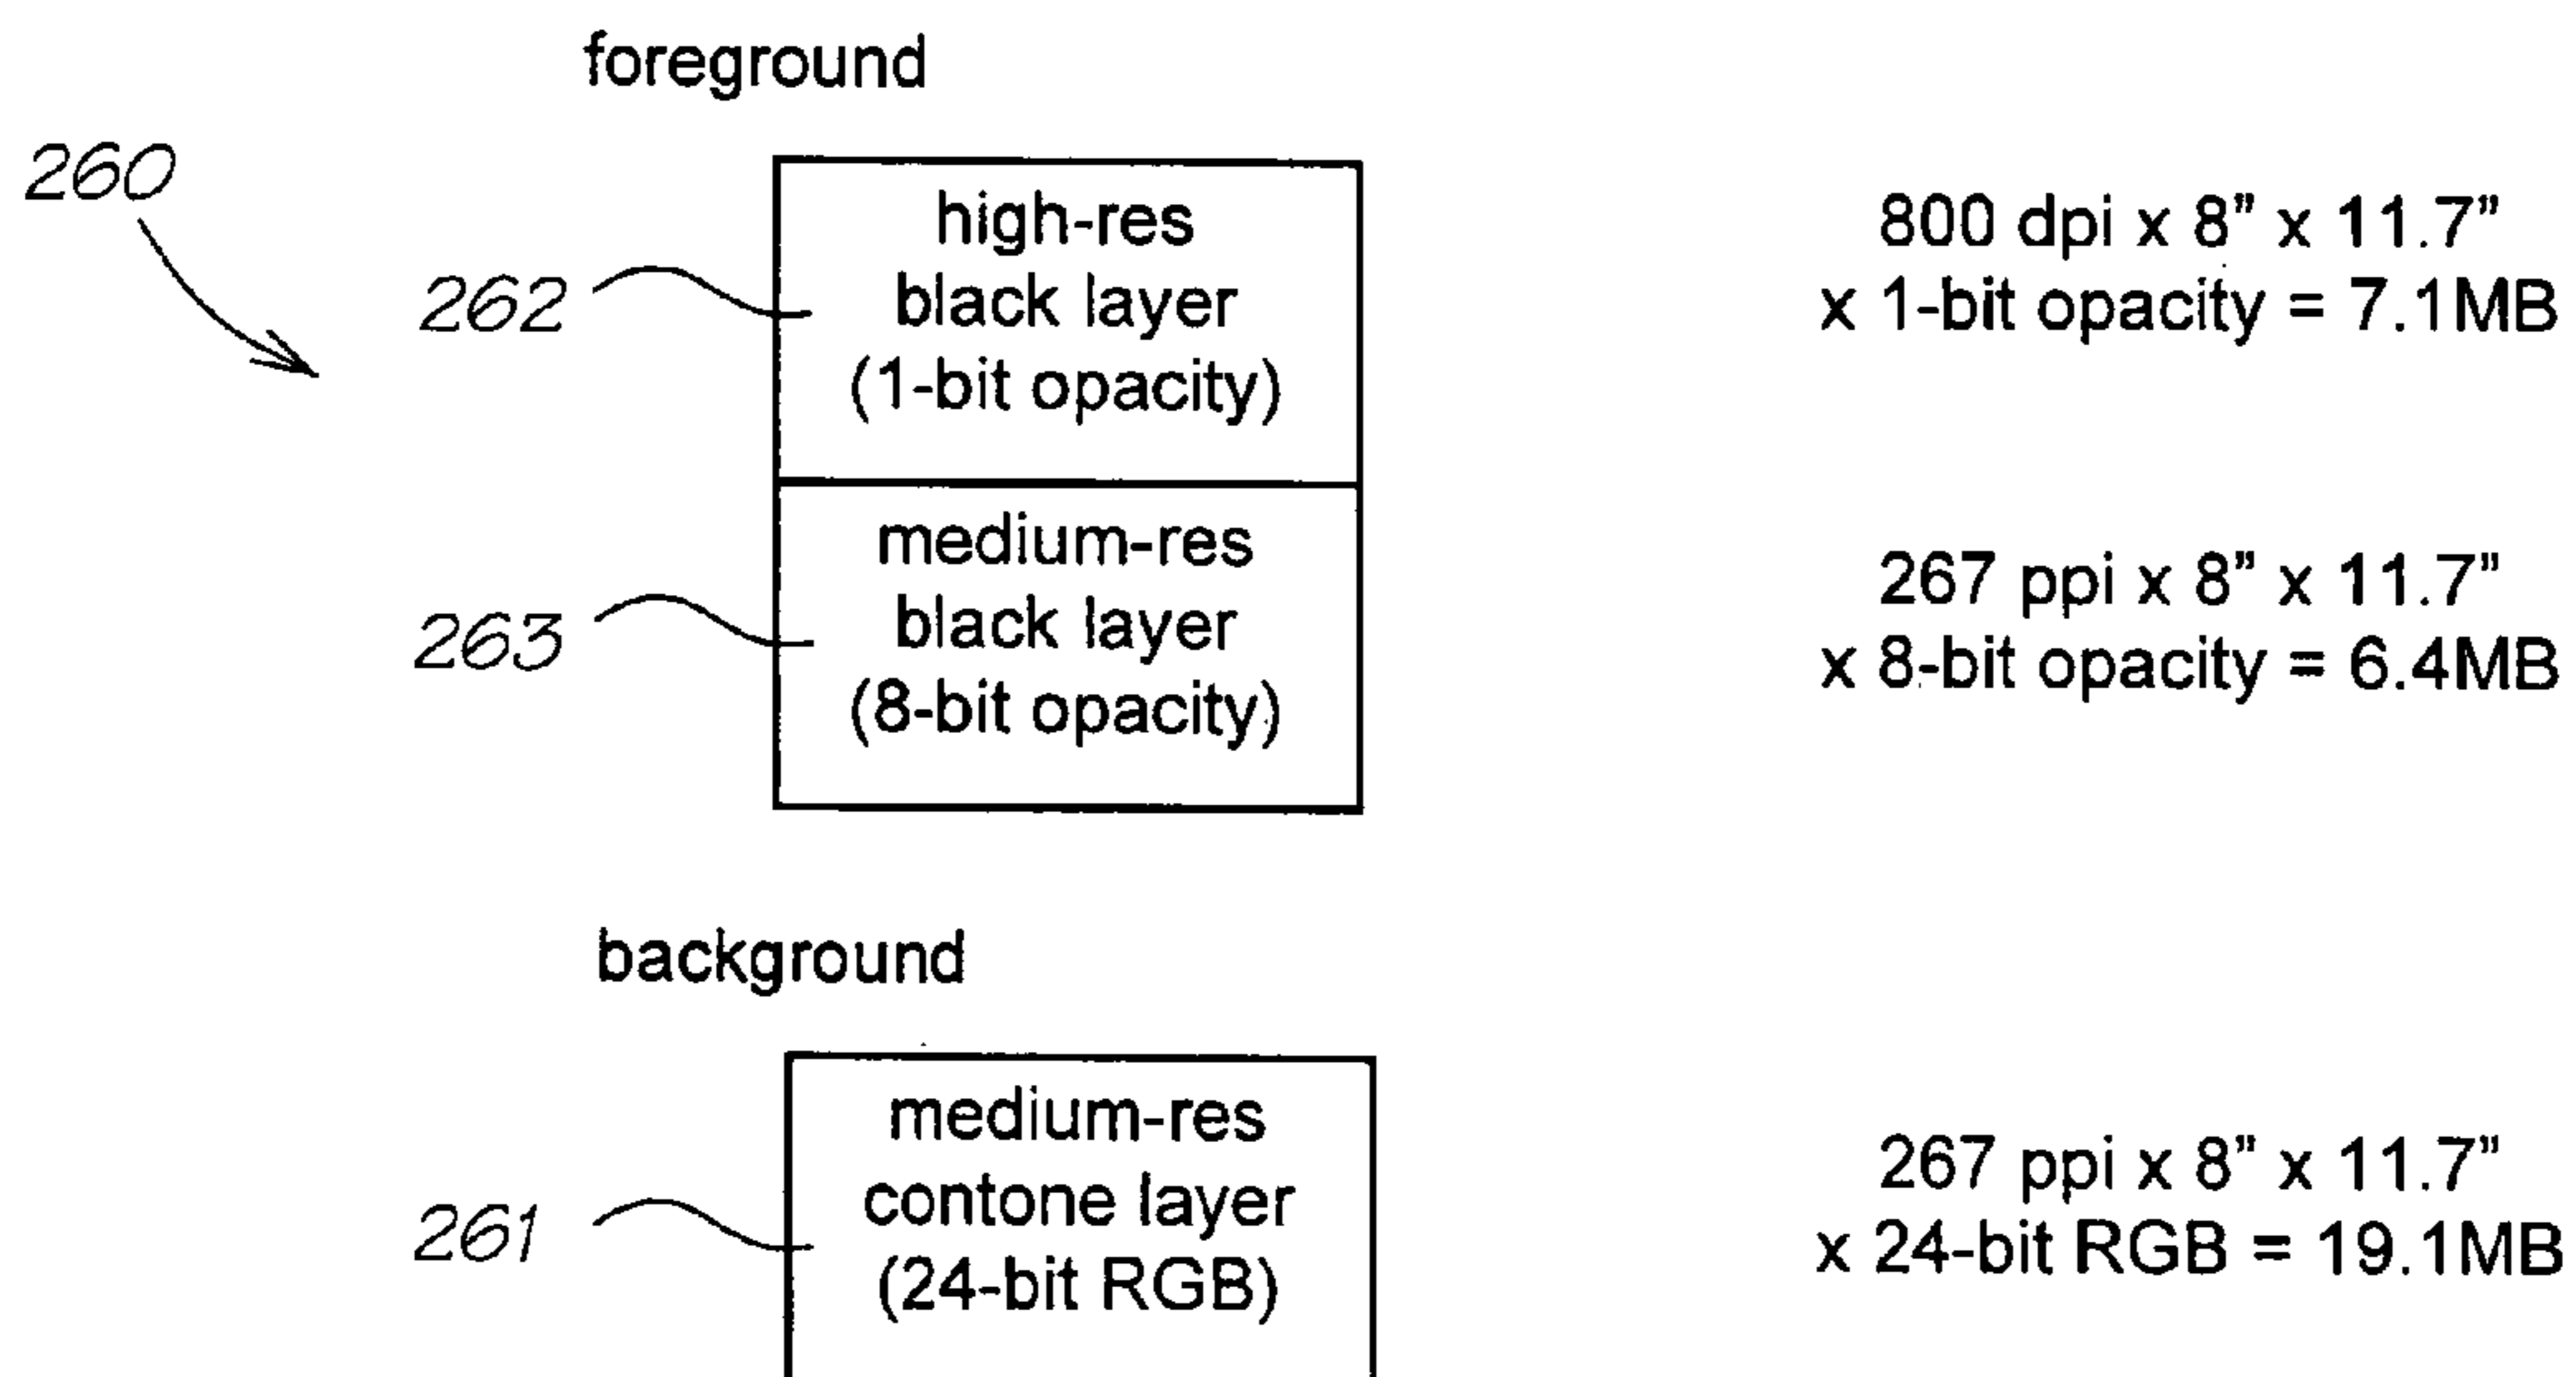 foreground
260
262
high-res
black layer
(1-bit opacity)
800 dpi x 8” x 11.7”
x 1-bit opacity = 7.1MB
263
medium-res
black layer
(8-bit opacity)
267 ppi x 8” x 11.7”
x 8-bit opacity = 6.4MB
background
261
medium-res
contone layer
(24-bit RGB)
267 ppi x 8” x 11.7”
x 24-bit RGB = 19.1MB